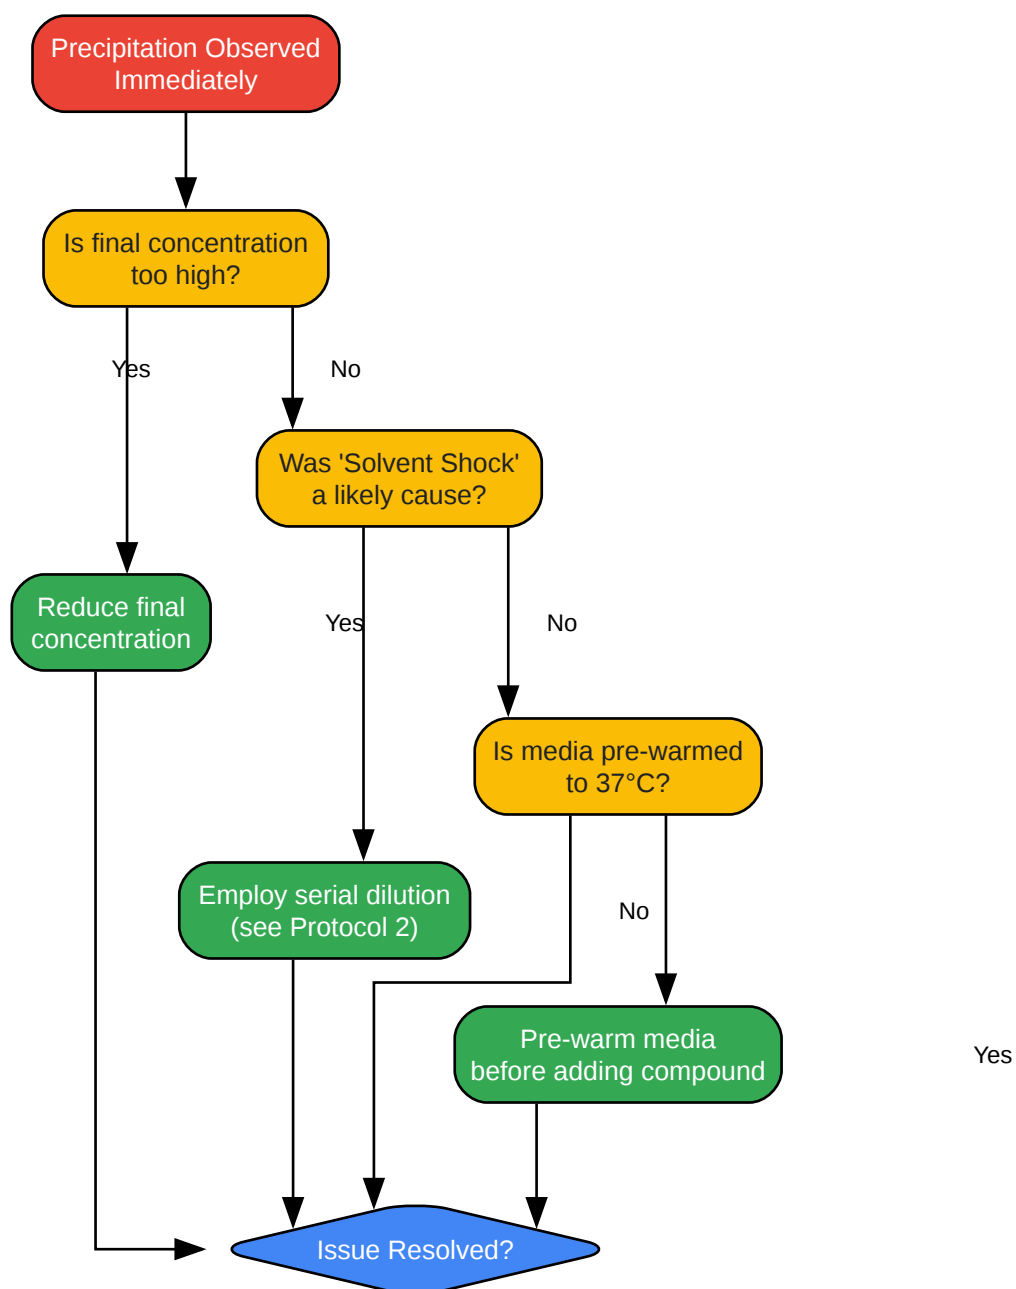 Precipitation Observed
Immediately
Is final concentration
too high?
Yes
No
Was 'Solvent Shock'
a likely cause?
Reduce final
concentration
Yes
No
Is media pre-warmed
to 37°C?
Employ serial dilution
(see Protocol 2)
No
Pre-warm media
before adding compound
Yes
Issue Resolved?